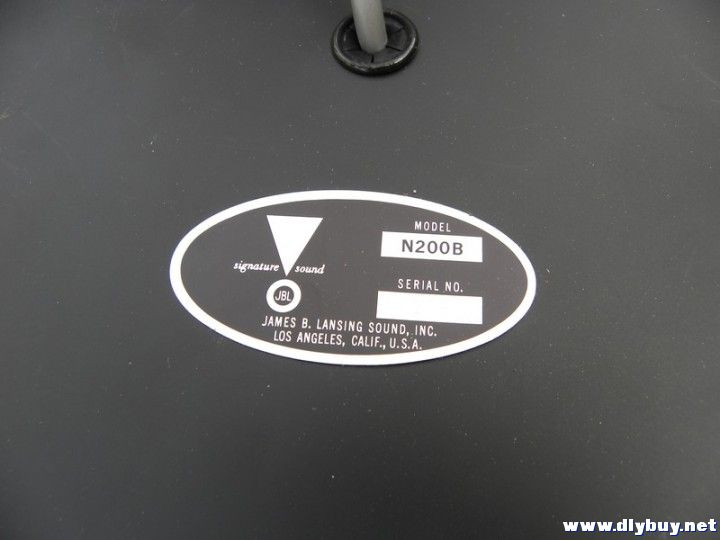 MODEL
N200B
signature sound
SERIAL NO.
JBL
JAMES B. LANSING SOUND, INC.
LOS ANGELES, CALIF., U.S.A.
www.dlybuy.net